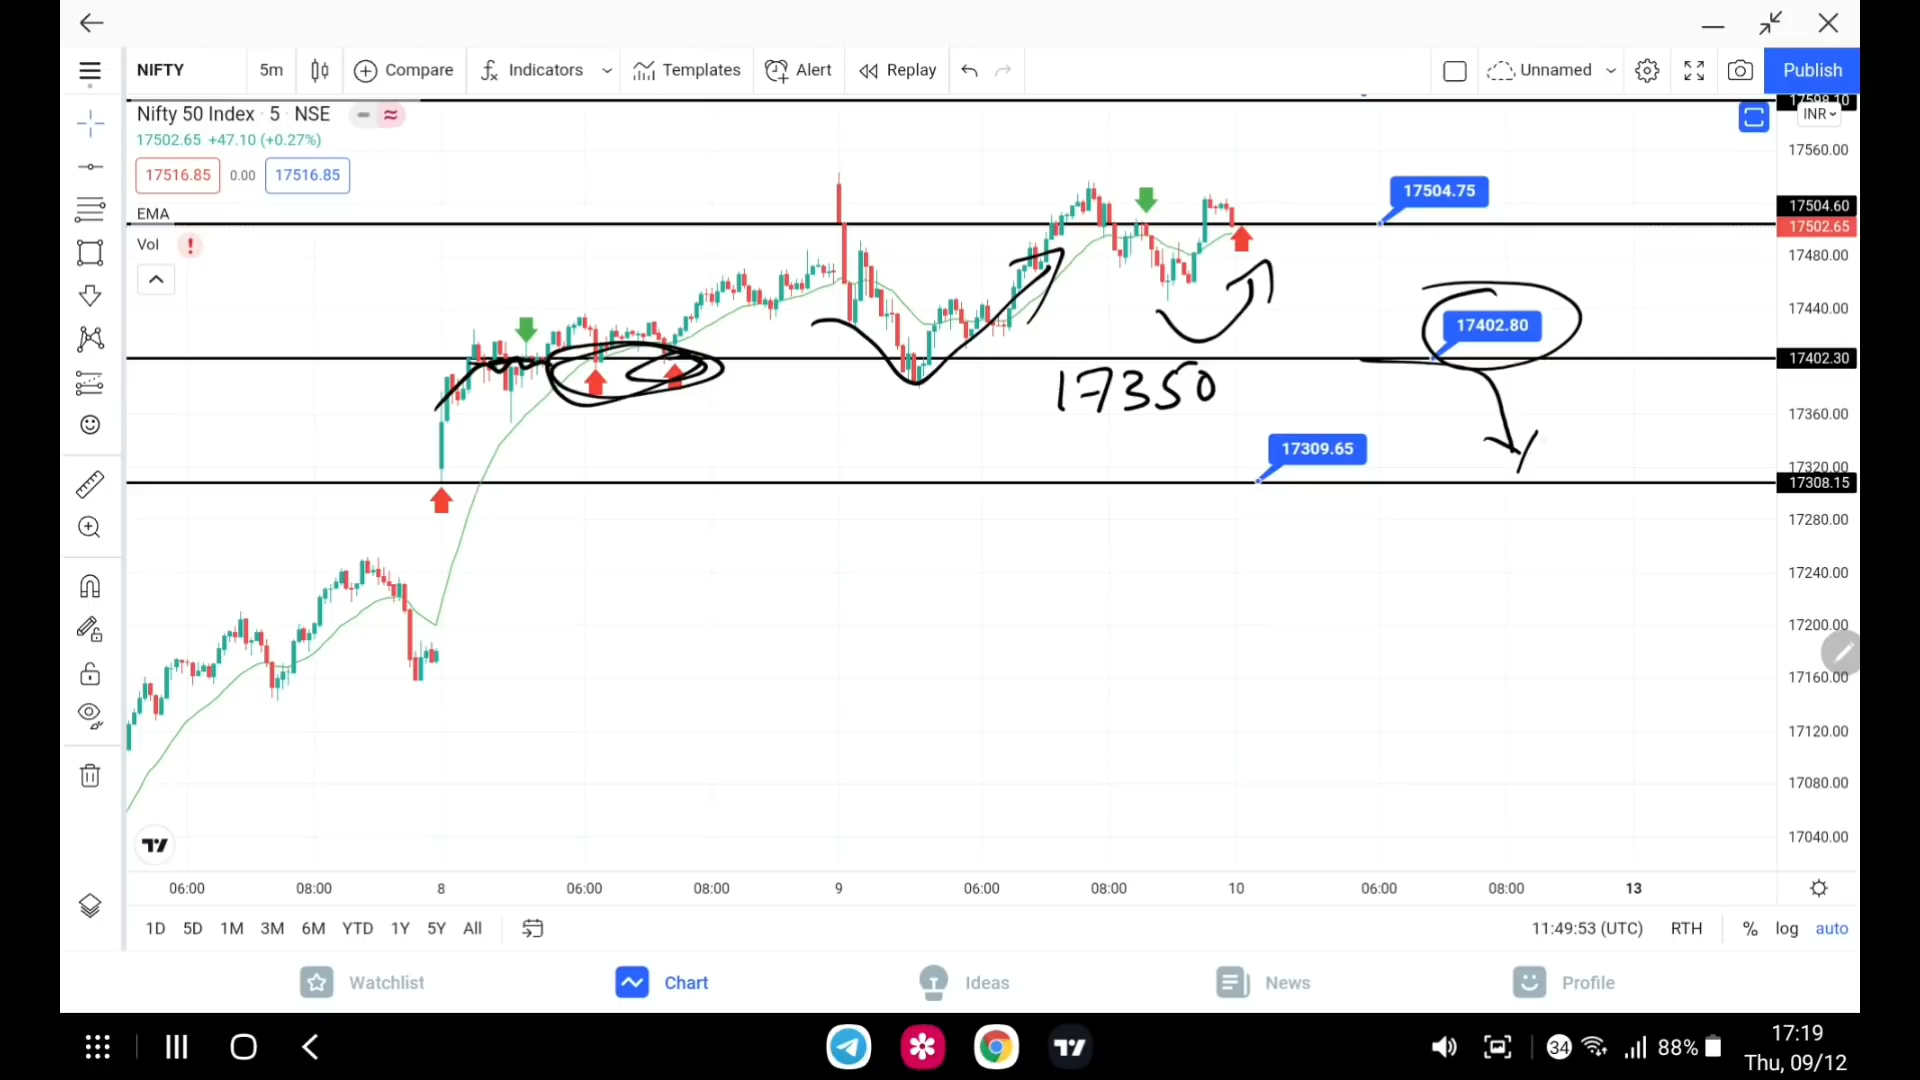 NIFTY 5m Compare Indicators Templates Alert Replay Unnamed Publish
Nifty 50 Index · 5 · NSE
17598.10
INR
17502.65 +47.10 (+0.27%)
17560.00
17516.85 0.00 17516.85
17504.75
17504.60
EMA
17502.65
Vol !
17480.00
17440.00
17402.80
17402.30
17350
17360.00
17309.65
17320.00
17308.15
17280.00
17240.00
17200.00
17160.00
17120.00
17080.00
17040.00
06:00 08:00 8 06:00 08:00 9 06:00 08:00 10 06:00 08:00 13
1D 5D 1M 3M 6M YTD 1Y 5Y All 11:49:53 (UTC) RTH % log auto
Watchlist Chart Ideas News Profile
34 88% 17:19
Thu, 09/12